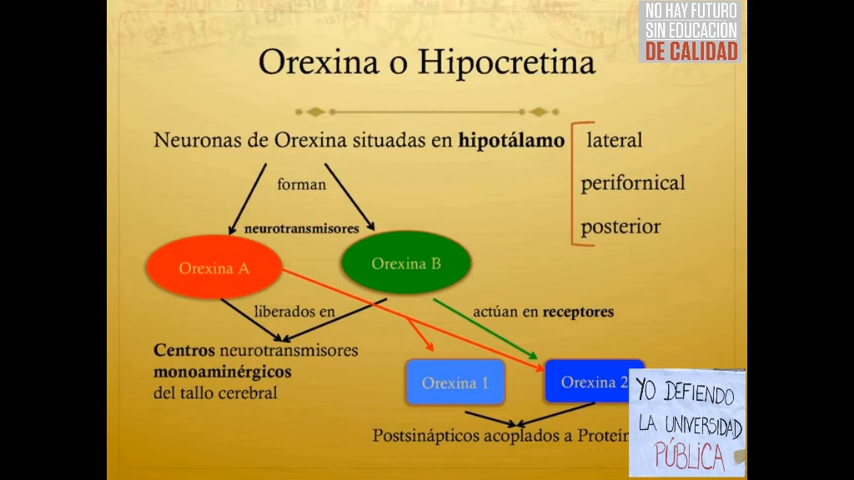 NO HAY FUTURO
SIN EDUCACIÓN
DE CALIDAD
Orexina o Hipocretina
Neuronas de Orexina situadas en hipotálamo
lateral
perifornical
posterior
forman
neurotransmisores
Orexina A
Orexina B
liberados en
actúan en receptores
Centros neurotransmisores
monoaminérgicos
del tallo cerebral
Orexina 1
Orexina 2
Postsinápticos acoplados a
YO DEFIENDO
LA UNIVERSIDAD
PÚBLICA